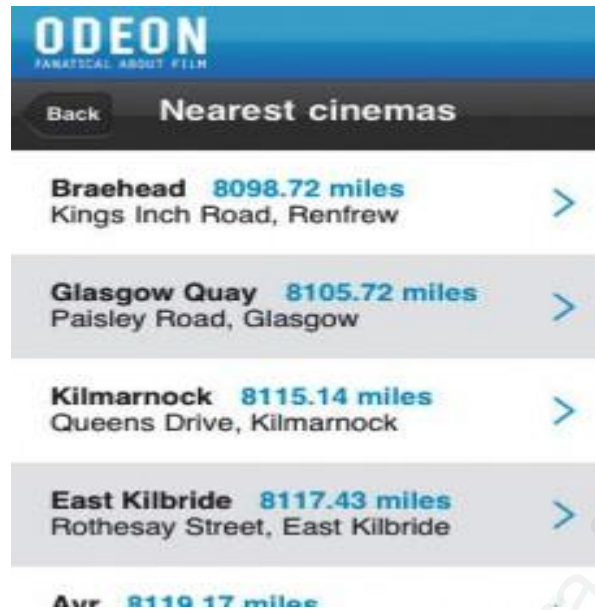 ODEON
FANATICAL ABOUT FILM
Back Nearest cinemas
Braehead 8098.72 miles
Kings Inch Road, Renfrew
Glasgow Quay 8105.72 miles
Paisley Road, Glasgow
Kilmarnock 8115.14 miles
Queens Drive, Kilmarnock
East Kilbride 8117.43 miles
Rothesay Street, East Kilbride
Ayr 8119.17 miles